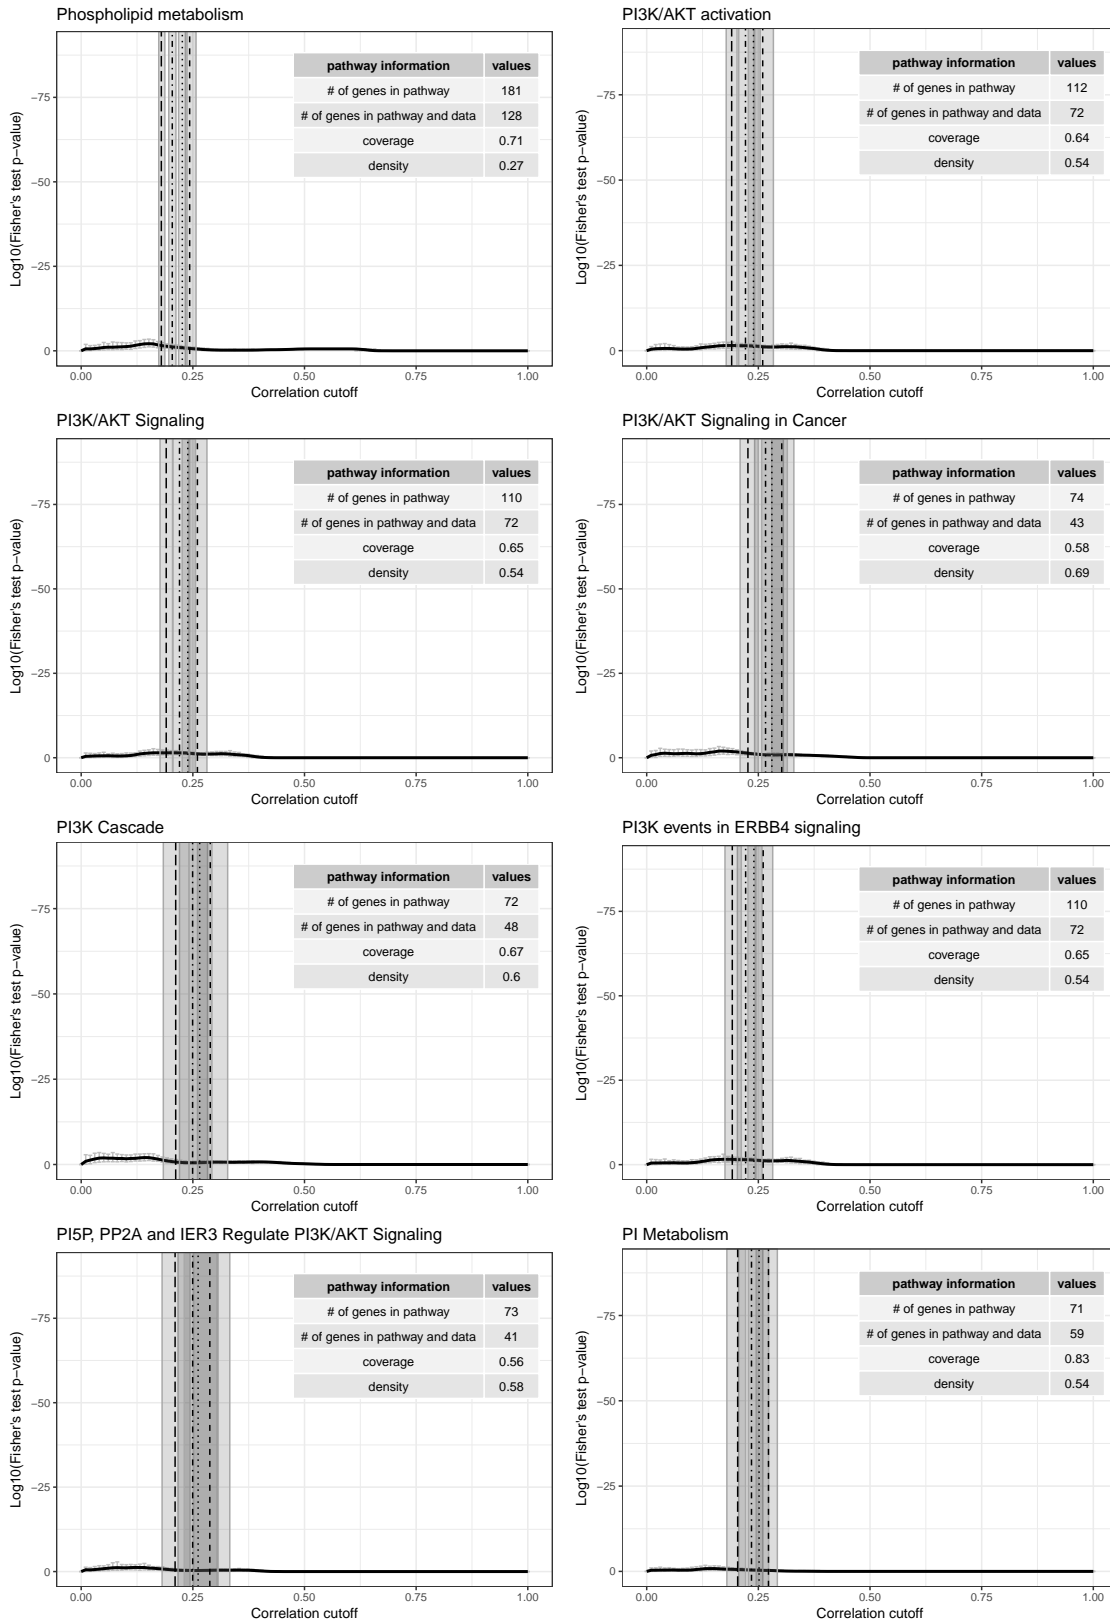 Phospholipid metabolism
pathway information values
# of genes in pathway 181
# of genes in pathway and data 128
coverage 0.71
density 0.27
Log10(Fisher's test p−value)
−75
−50
−25
0
0.00 0.25 0.50 0.75 1.00
Correlation cutoff
PI3K/AKT activation
pathway information values
# of genes in pathway 112
# of genes in pathway and data 72
coverage 0.64
density 0.54
Log10(Fisher's test p−value)
−75
−50
−25
0
0.00 0.25 0.50 0.75 1.00
Correlation cutoff
PI3K/AKT Signaling
pathway information values
# of genes in pathway 110
# of genes in pathway and data 72
coverage 0.65
density 0.54
Log10(Fisher's test p−value)
−75
−50
−25
0
0.00 0.25 0.50 0.75 1.00
Correlation cutoff
PI3K/AKT Signaling in Cancer
pathway information values
# of genes in pathway 74
# of genes in pathway and data 43
coverage 0.58
density 0.69
Log10(Fisher's test p−value)
−75
−50
−25
0
0.00 0.25 0.50 0.75 1.00
Correlation cutoff
PI3K Cascade
pathway information values
# of genes in pathway 72
# of genes in pathway and data 48
coverage 0.67
density 0.6
Log10(Fisher's test p−value)
−75
−50
−25
0
0.00 0.25 0.50 0.75 1.00
Correlation cutoff
PI3K events in ERBB4 signaling
pathway information values
# of genes in pathway 110
# of genes in pathway and data 72
coverage 0.65
density 0.54
Log10(Fisher's test p−value)
−75
−50
−25
0
0.00 0.25 0.50 0.75 1.00
Correlation cutoff
PI5P, PP2A and IER3 Regulate PI3K/AKT Signaling
pathway information values
# of genes in pathway 73
# of genes in pathway and data 41
coverage 0.56
density 0.58
Log10(Fisher's test p−value)
−75
−50
−25
0
0.00 0.25 0.50 0.75 1.00
Correlation cutoff
PI Metabolism
pathway information values
# of genes in pathway 71
# of genes in pathway and data 59
coverage 0.83
density 0.54
Log10(Fisher's test p−value)
−75
−50
−25
0
0.00 0.25 0.50 0.75 1.00
Correlation cutoff